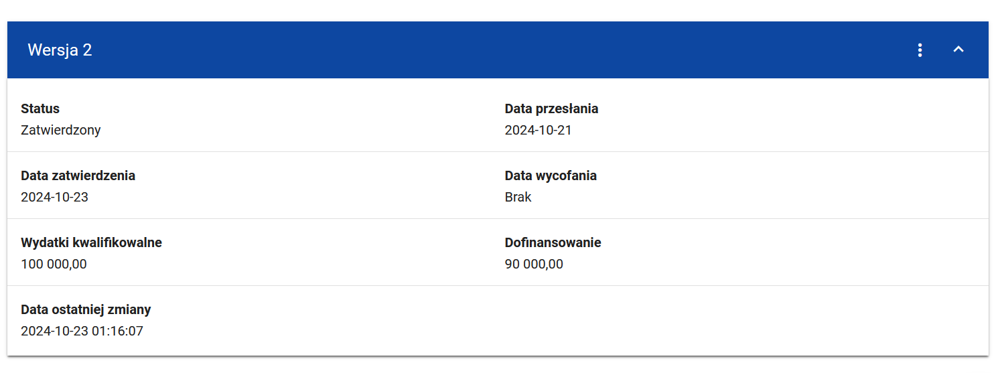 Wersja 2
Status
Zatwierdzony
Data przesłania
2024-10-21
Data zatwierdzenia
2024-10-23
Data wycofania
Brak
Wydatki kwalifikowalne
100 000,00
Dofinansowanie
90 000,00
Data ostatniej zmiany
2024-10-23 01:16:07